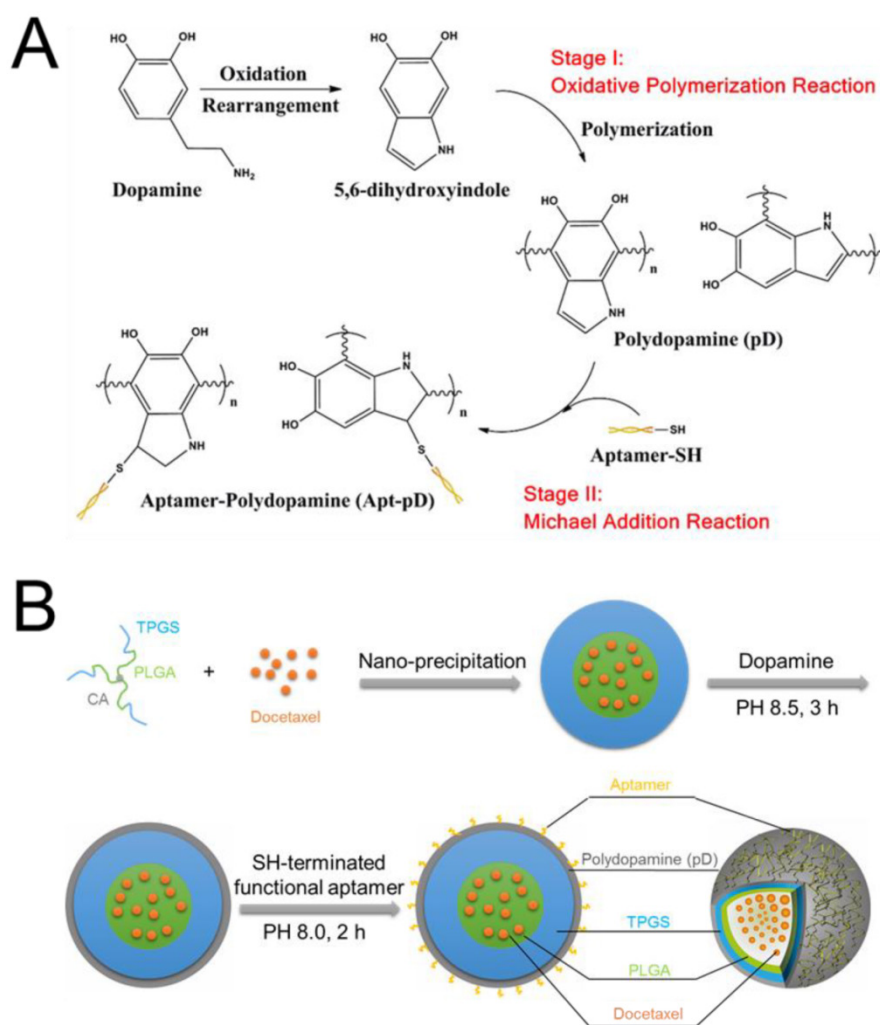 A
HO
OH
Oxidation
Rearrangement
NH₂
Dopamine
HO
OH
NH
5,6-dihydroxyindole
Stage I:
Oxidative Polymerization Reaction
Polymerization
HO
OH
n
NH
H
N
HO
HO
n
Polydopamine (pD)
HO
OH
n
NH
S
H
N
HO
HO
n
S
Aptamer-Polydopamine (Apt-pD)
SH
Aptamer-SH
Stage II:
Michael Addition Reaction
B
TPGS
PLGA
CA
+
Docetaxel
Nano-precipitation
Dopamine
PH 8.5, 3 h
SH-terminated
functional aptamer
PH 8.0, 2 h
Aptamer
Polydopamine (pD)
TPGS
PLGA
Docetaxel